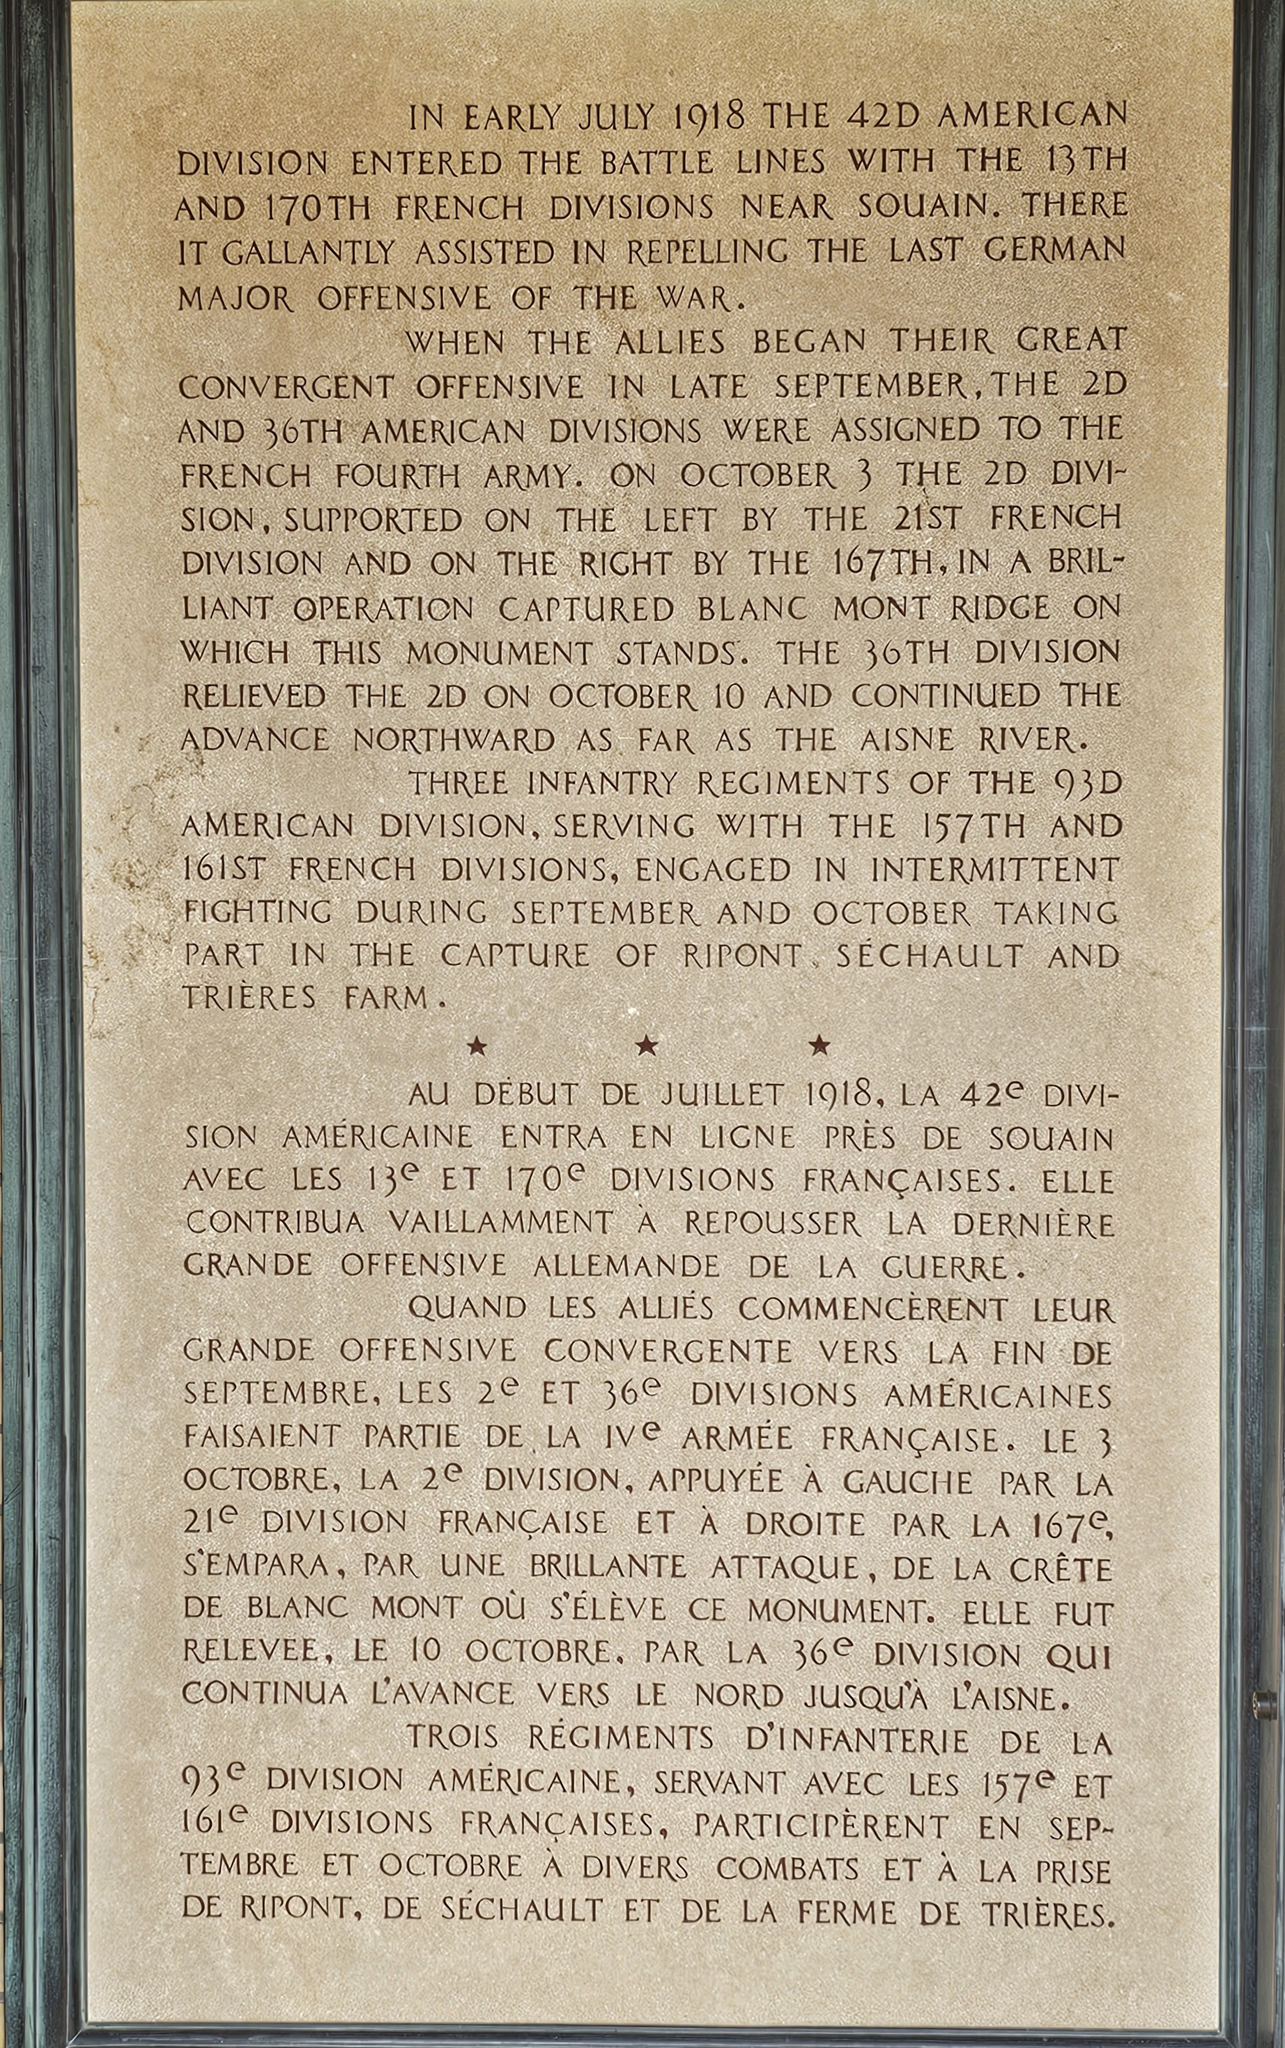 IN EARLY JULY 1918 THE 42D AMERICAN
DIVISION ENTERED THE BATTLE LINES WITH THE 13TH
AND 170TH FRENCH DIVISIONS NEAR SOUAIN. THERE
IT GALLANTLY ASSISTED IN REPELLING THE LAST GERMAN
MAJOR OFFENSIVE OF THE WAR.
WHEN THE ALLIES BEGAN THEIR GREAT
CONVERGENT OFFENSIVE IN LATE SEPTEMBER, THE 2D
AND 36TH AMERICAN DIVISIONS WERE ASSIGNED TO THE
FRENCH FOURTH ARMY. ON OCTOBER 3 THE 2D DIVI-
SION, SUPPORTED ON THE LEFT BY THE 21ST FRENCH
DIVISION AND ON THE RIGHT BY THE 167TH, IN A BRIL-
LIANT OPERATION CAPTURED BLANC MONT RIDGE ON
WHICH THIS MONUMENT STANDS. THE 36TH DIVISION
RELIEVED THE 2D ON OCTOBER 10 AND CONTINUED THE
ADVANCE NORTHWARD AS FAR AS THE AISNE RIVER.
THREE INFANTRY REGIMENTS OF THE 93D
AMERICAN DIVISION, SERVING WITH THE 157TH AND
161ST FRENCH DIVISIONS, ENGAGED IN INTERMITTENT
FIGHTING DURING SEPTEMBER AND OCTOBER TAKING
PART IN THE CAPTURE OF RIPONT, SÉCHAULT AND
TRIÈRES FARM.
★ ★ ★
AU DÉBUT DE JUILLET 1918, LA 42e DIVI-
SION AMÉRICAINE ENTRA EN LIGNE PRÈS DE SOUAIN
AVEC LES 13e ET 170e DIVISIONS FRANÇAISES. ELLE
CONTRIBUA VAILLAMMENT À REPOUSSER LA DERNIÈRE
GRANDE OFFENSIVE ALLEMANDE DE LA GUERRE.
QUAND LES ALLIÉS COMMENCÈRENT LEUR
GRANDE OFFENSIVE CONVERGENTE VERS LA FIN DE
SEPTEMBRE, LES 2e ET 36e DIVISIONS AMÉRICAINES
FAISAIENT PARTIE DE LA IVe ARMÉE FRANÇAISE. LE 3
OCTOBRE, LA 2e DIVISION, APPUYÉE À GAUCHE PAR LA
21e DIVISION FRANÇAISE ET À DROITE PAR LA 167e,
S'EMPARA, PAR UNE BRILLANTE ATTAQUE, DE LA CRÊTE
DE BLANC MONT OÙ S'ÉLÈVE CE MONUMENT. ELLE FUT
RELEVEE, LE 10 OCTOBRE, PAR LA 36e DIVISION QUI
CONTINUA L'AVANCE VERS LE NORD JUSQU'À L'AISNE.
TROIS RÉGIMENTS D'INFANTERIE DE LA
93e DIVISION AMÉRICAINE, SERVANT AVEC LES 157e ET
161e DIVISIONS FRANÇAISES, PARTICIPÈRENT EN SEP-
TEMBRE ET OCTOBRE À DIVERS COMBATS ET À LA PRISE
DE RIPONT, DE SÉCHAULT ET DE LA FERME DE TRIÈRES.